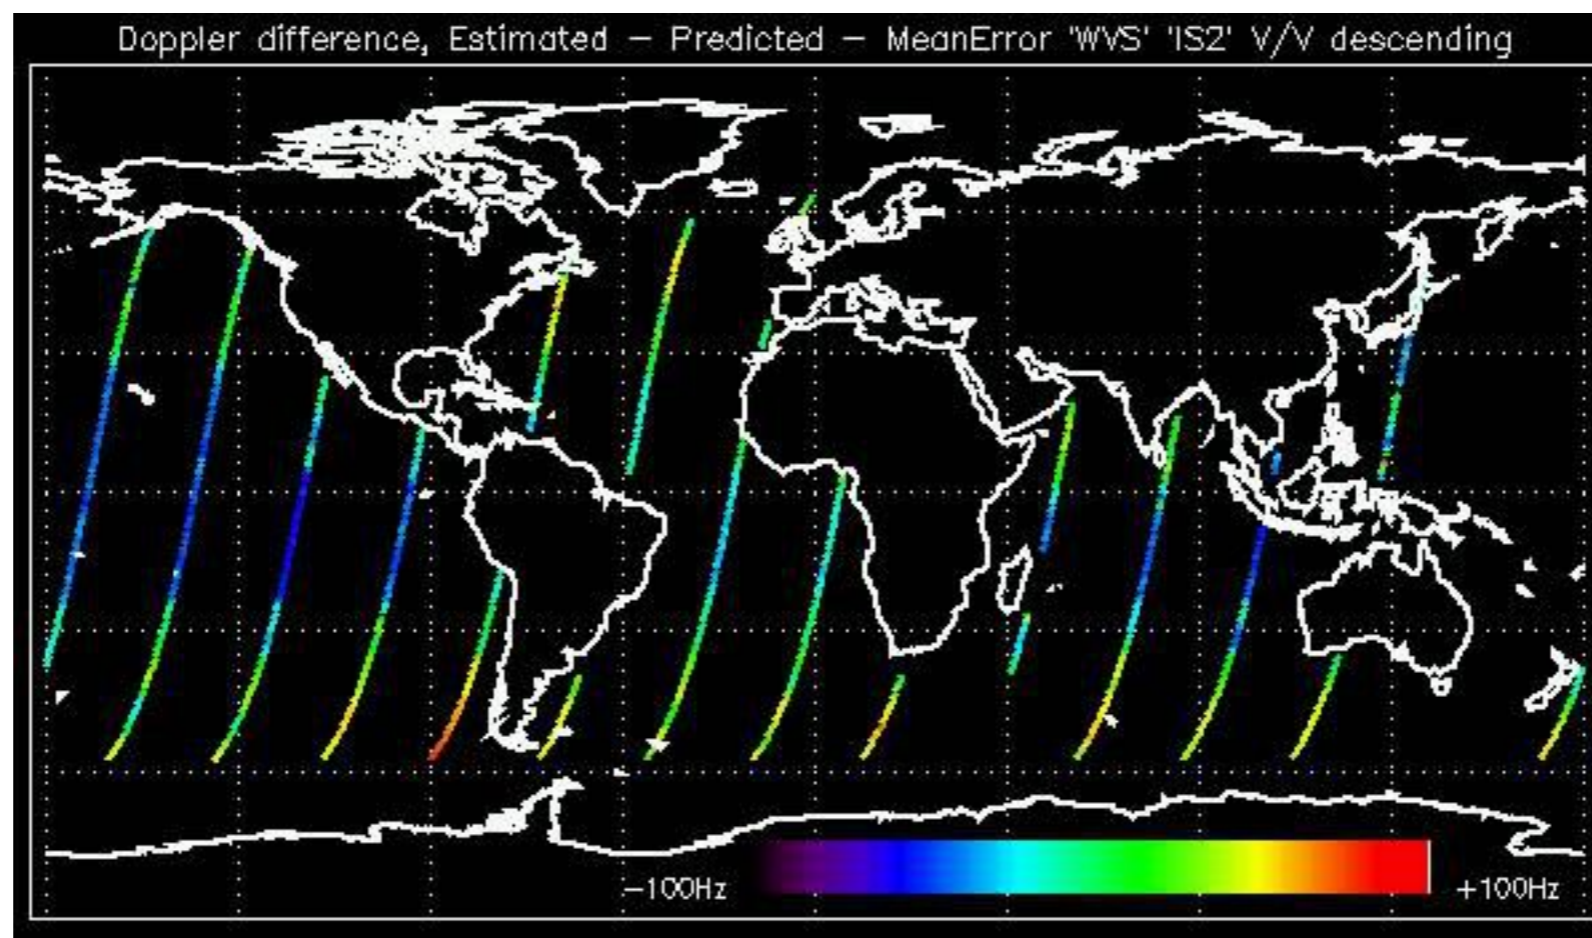 Doppler difference, Estimated – Predicted – MeanError 'WVS' 'IS2' V/V descending
–100Hz
+100Hz